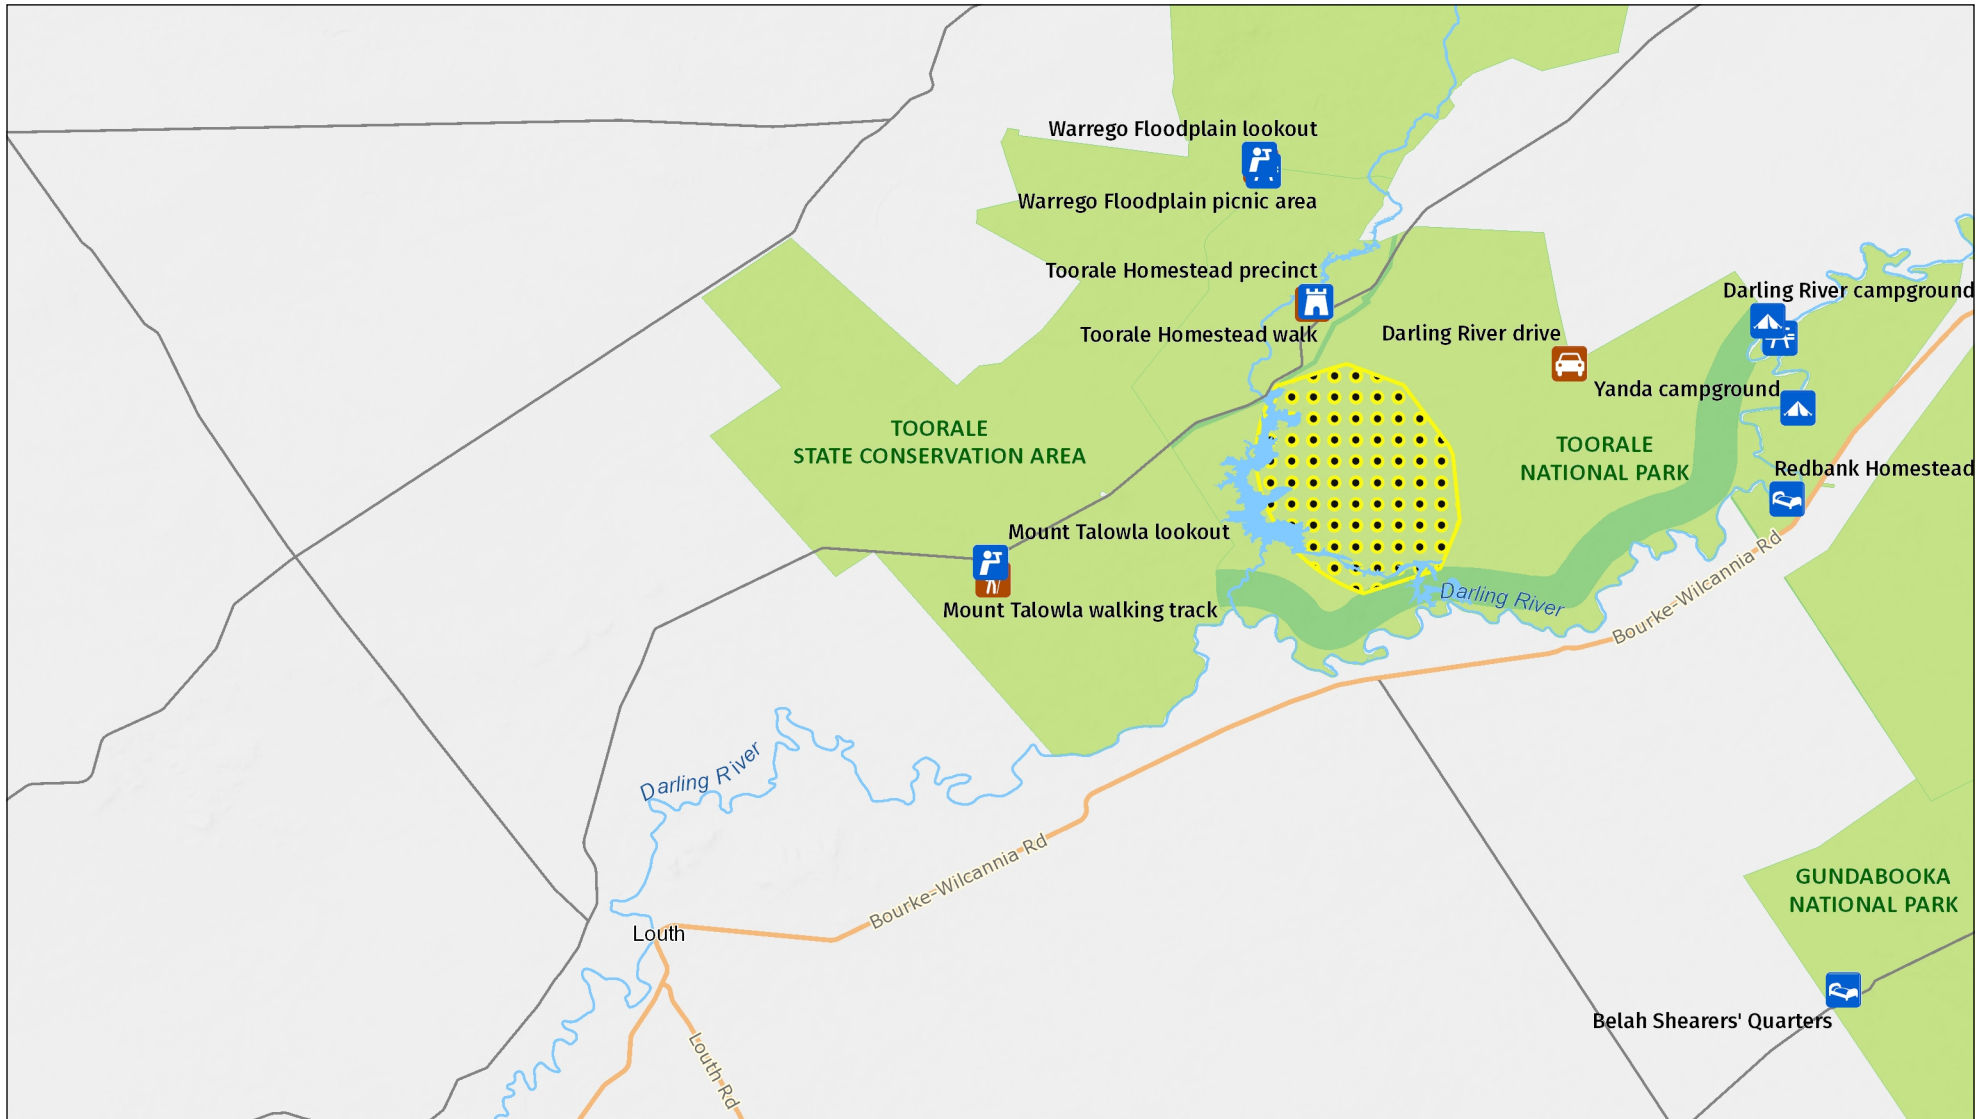 Warrego Floodplain lookout
Warrego Floodplain picnic area
Toorale Homestead precinct
Darling River campground
Toorale Homestead walk
Darling River drive
Yanda campground
TOORALE
STATE CONSERVATION AREA
TOORALE
NATIONAL PARK
Redbank Homestead
Mount Talowla lookout
Mount Talowla walking track
Darling River
Bourke-Wilcannia Rd
Darling River
Bourke-Wilcannia Rd
GUNDABOOKA
NATIONAL PARK
Louth
Belah Shearers' Quarters
Louth Rd